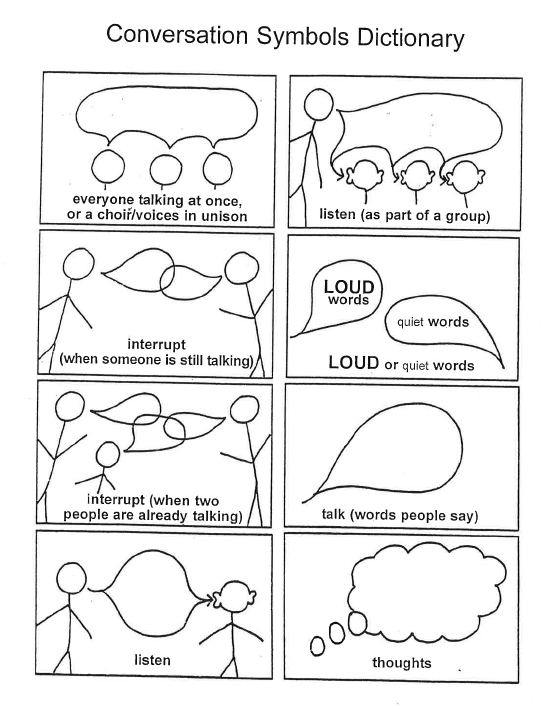 Conversation Symbols Dictionary
everyone talking at once,
or a choir/voices in unison
listen (as part of a group)
interrupt
(when someone is still talking)
LOUD
words
quiet words
LOUD or quiet words
interrupt (when two
people are already talking)
talk (words people say)
listen
thoughts